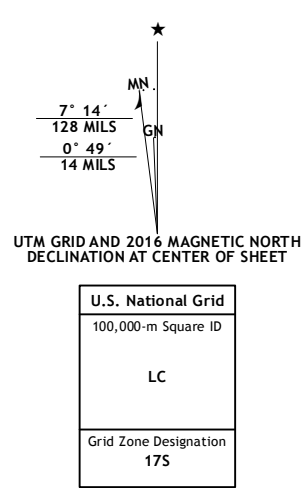 ★
MN
7° 14´
128 MILS
GN
0° 49´
14 MILS
UTM GRID AND 2016 MAGNETIC NORTH
DECLINATION AT CENTER OF SHEET
U.S. National Grid
100,000-m Square ID
LC
Grid Zone Designation
17S